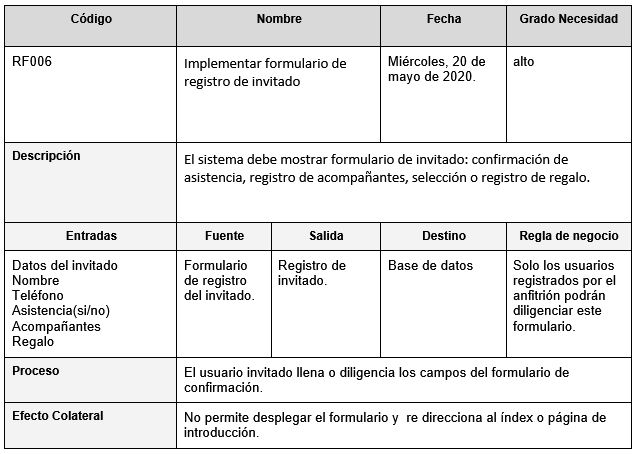 Código Nombre Fecha Grado Necesidad
RF006
Implementar formulario de
registro de invitado
Miércoles, 20 de
mayo de 2020.
alto
Descripción
El sistema debe mostrar formulario de invitado: confirmación de
asistencia, registro de acompañantes, selección o registro de regalo.
Entradas Fuente Salida Destino Regla de negocio
Datos del invitado
Nombre
Teléfono
Asistencia(si/no)
Acompañantes
Regalo
Formulario
de registro
del invitado.
Registro de
invitado.
Base de datos
Solo los usuarios
registrados por el
anfitrión podrán
diligenciar este
formulario.
Proceso
El usuario invitado llena o diligencia los campos del formulario de
confirmación.
Efecto Colateral
No permite desplegar el formulario y  re direcciona al índex o página de
introducción.